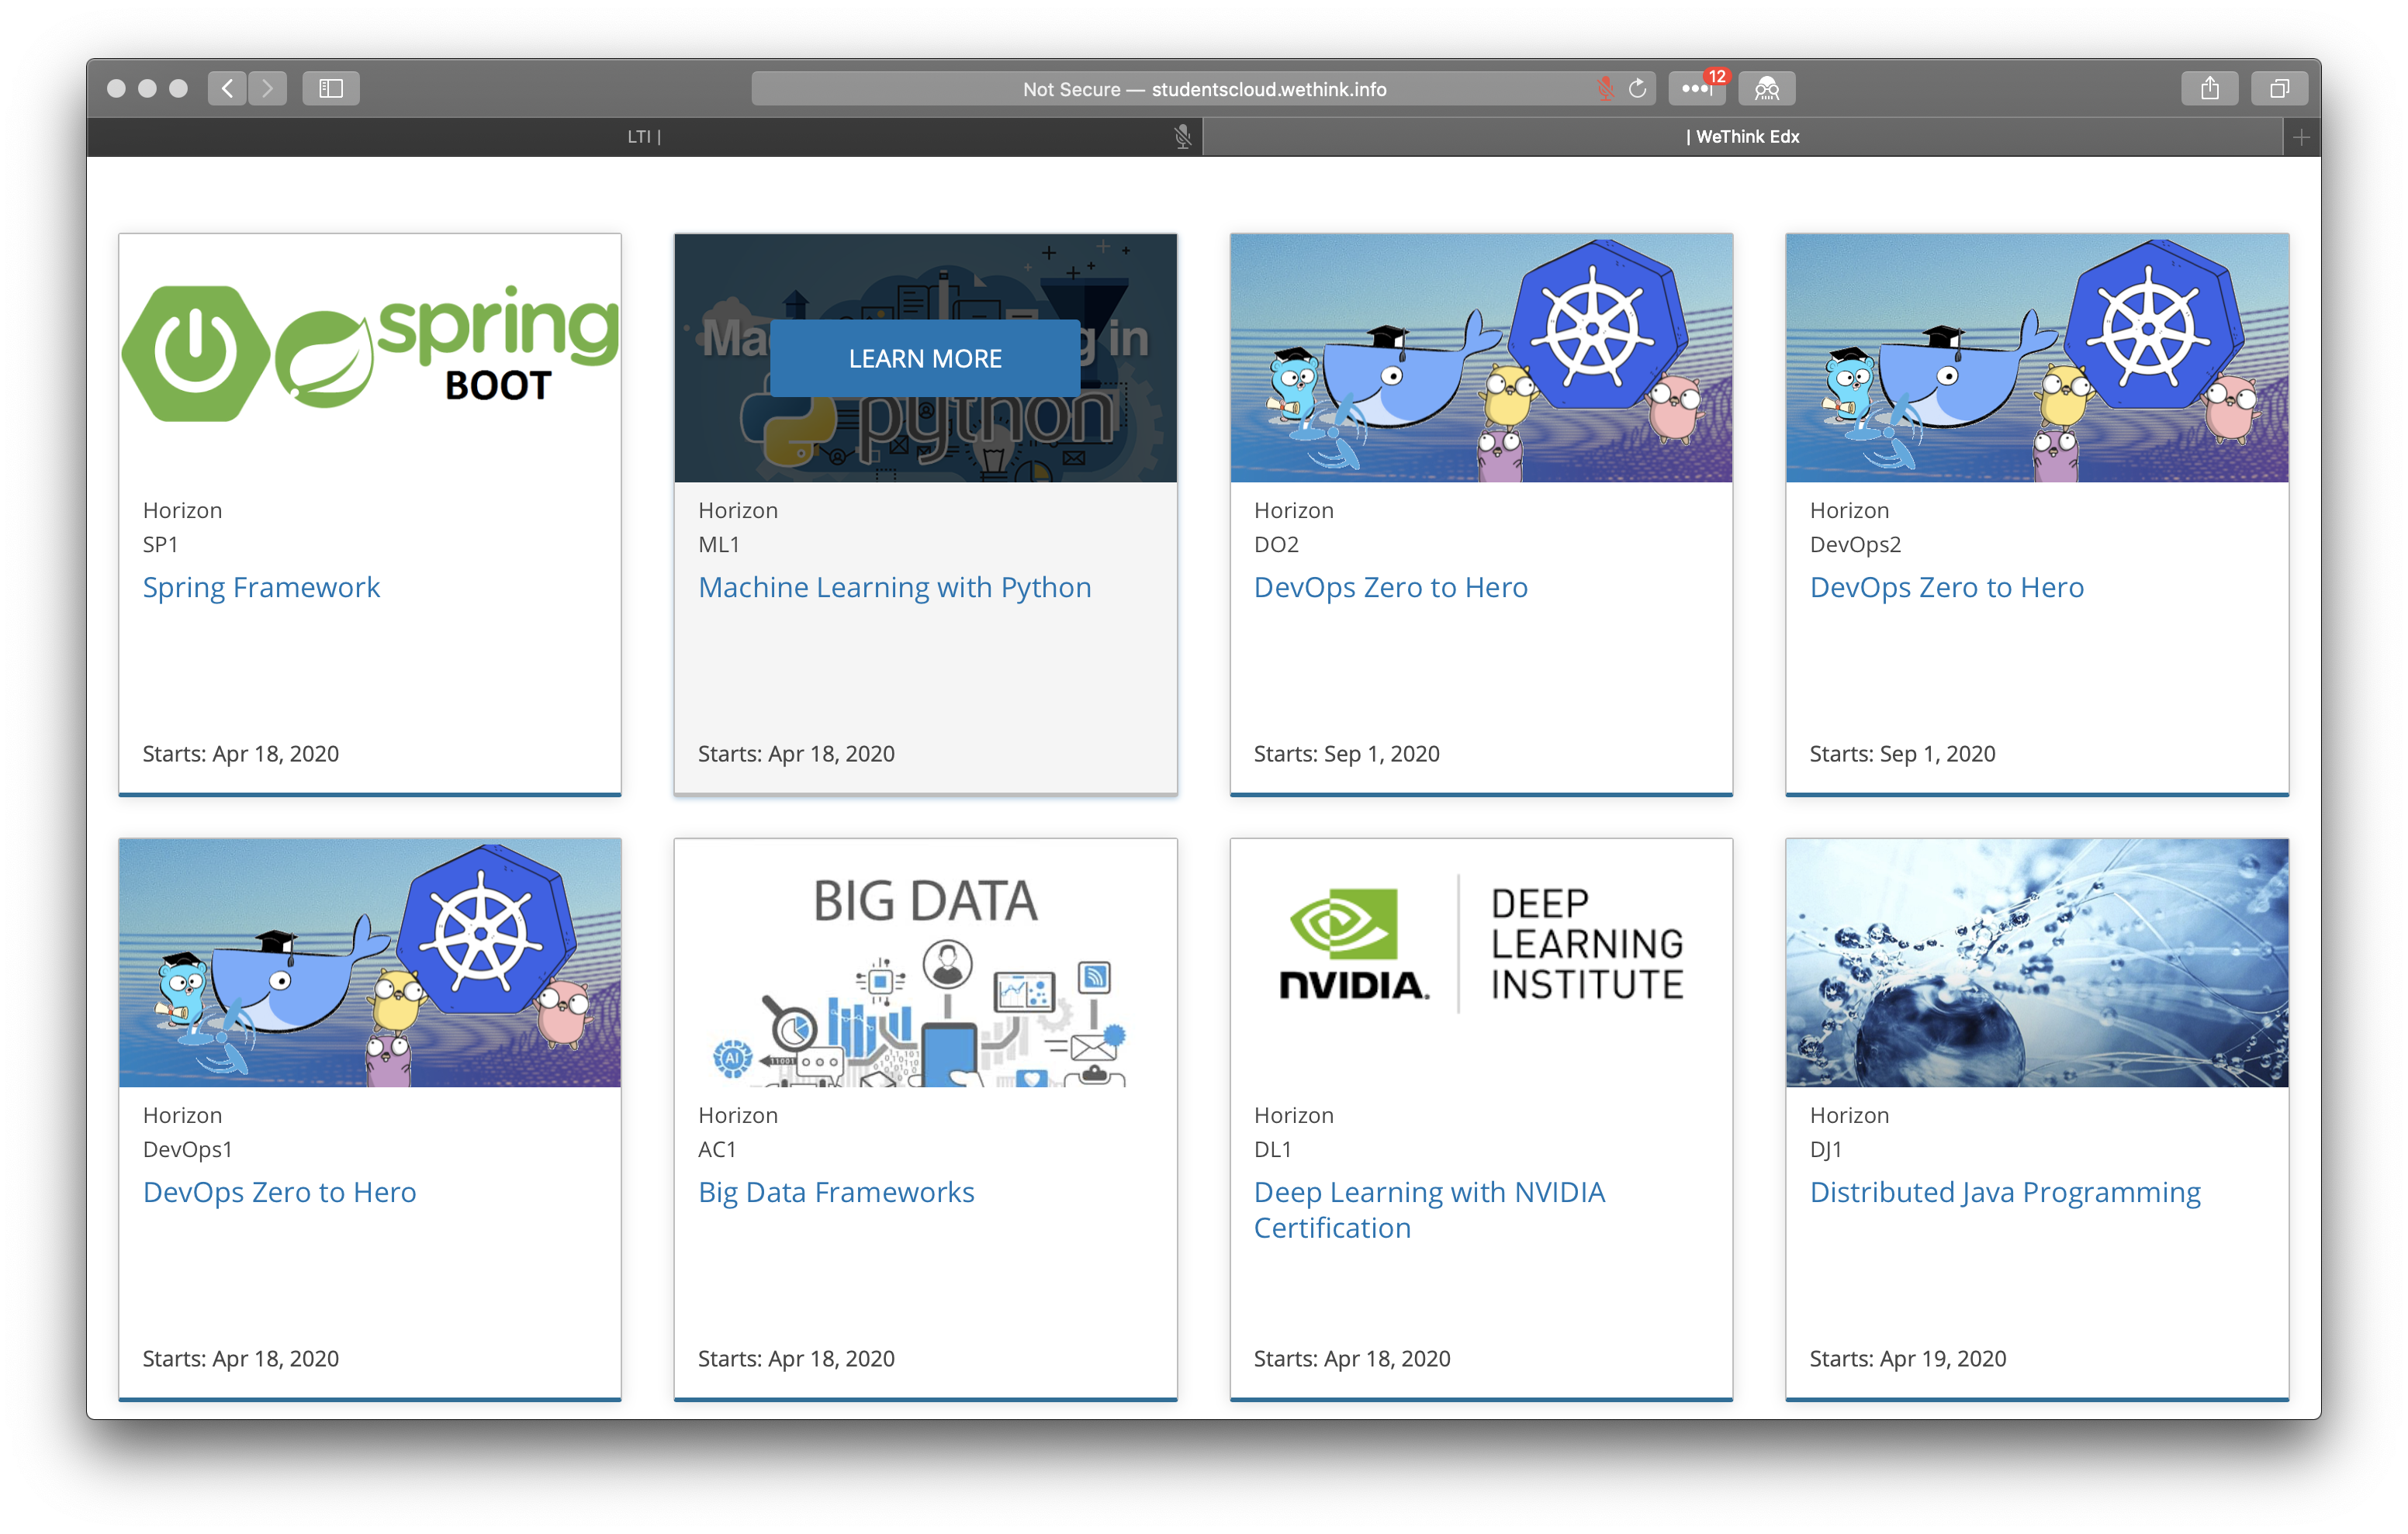 Not Secure — studentscloud.wethink.info
12
LTI |
| WeThink Edx
spring
BOOT
Horizon
SP1
Spring Framework
Starts: Apr 18, 2020
LEARN MORE
in
python
Horizon
ML1
Machine Learning with Python
Starts: Apr 18, 2020
Horizon
DO2
DevOps Zero to Hero
Starts: Sep 1, 2020
Horizon
DevOps2
DevOps Zero to Hero
Starts: Sep 1, 2020
Horizon
DevOps1
DevOps Zero to Hero
Starts: Apr 18, 2020
BIG DATA
AI
Horizon
AC1
Big Data Frameworks
Starts: Apr 18, 2020
NVIDIA.
DEEP
LEARNING
INSTITUTE
Horizon
DL1
Deep Learning with NVIDIA
Certification
Starts: Apr 18, 2020
Horizon
DJ1
Distributed Java Programming
Starts: Apr 19, 2020